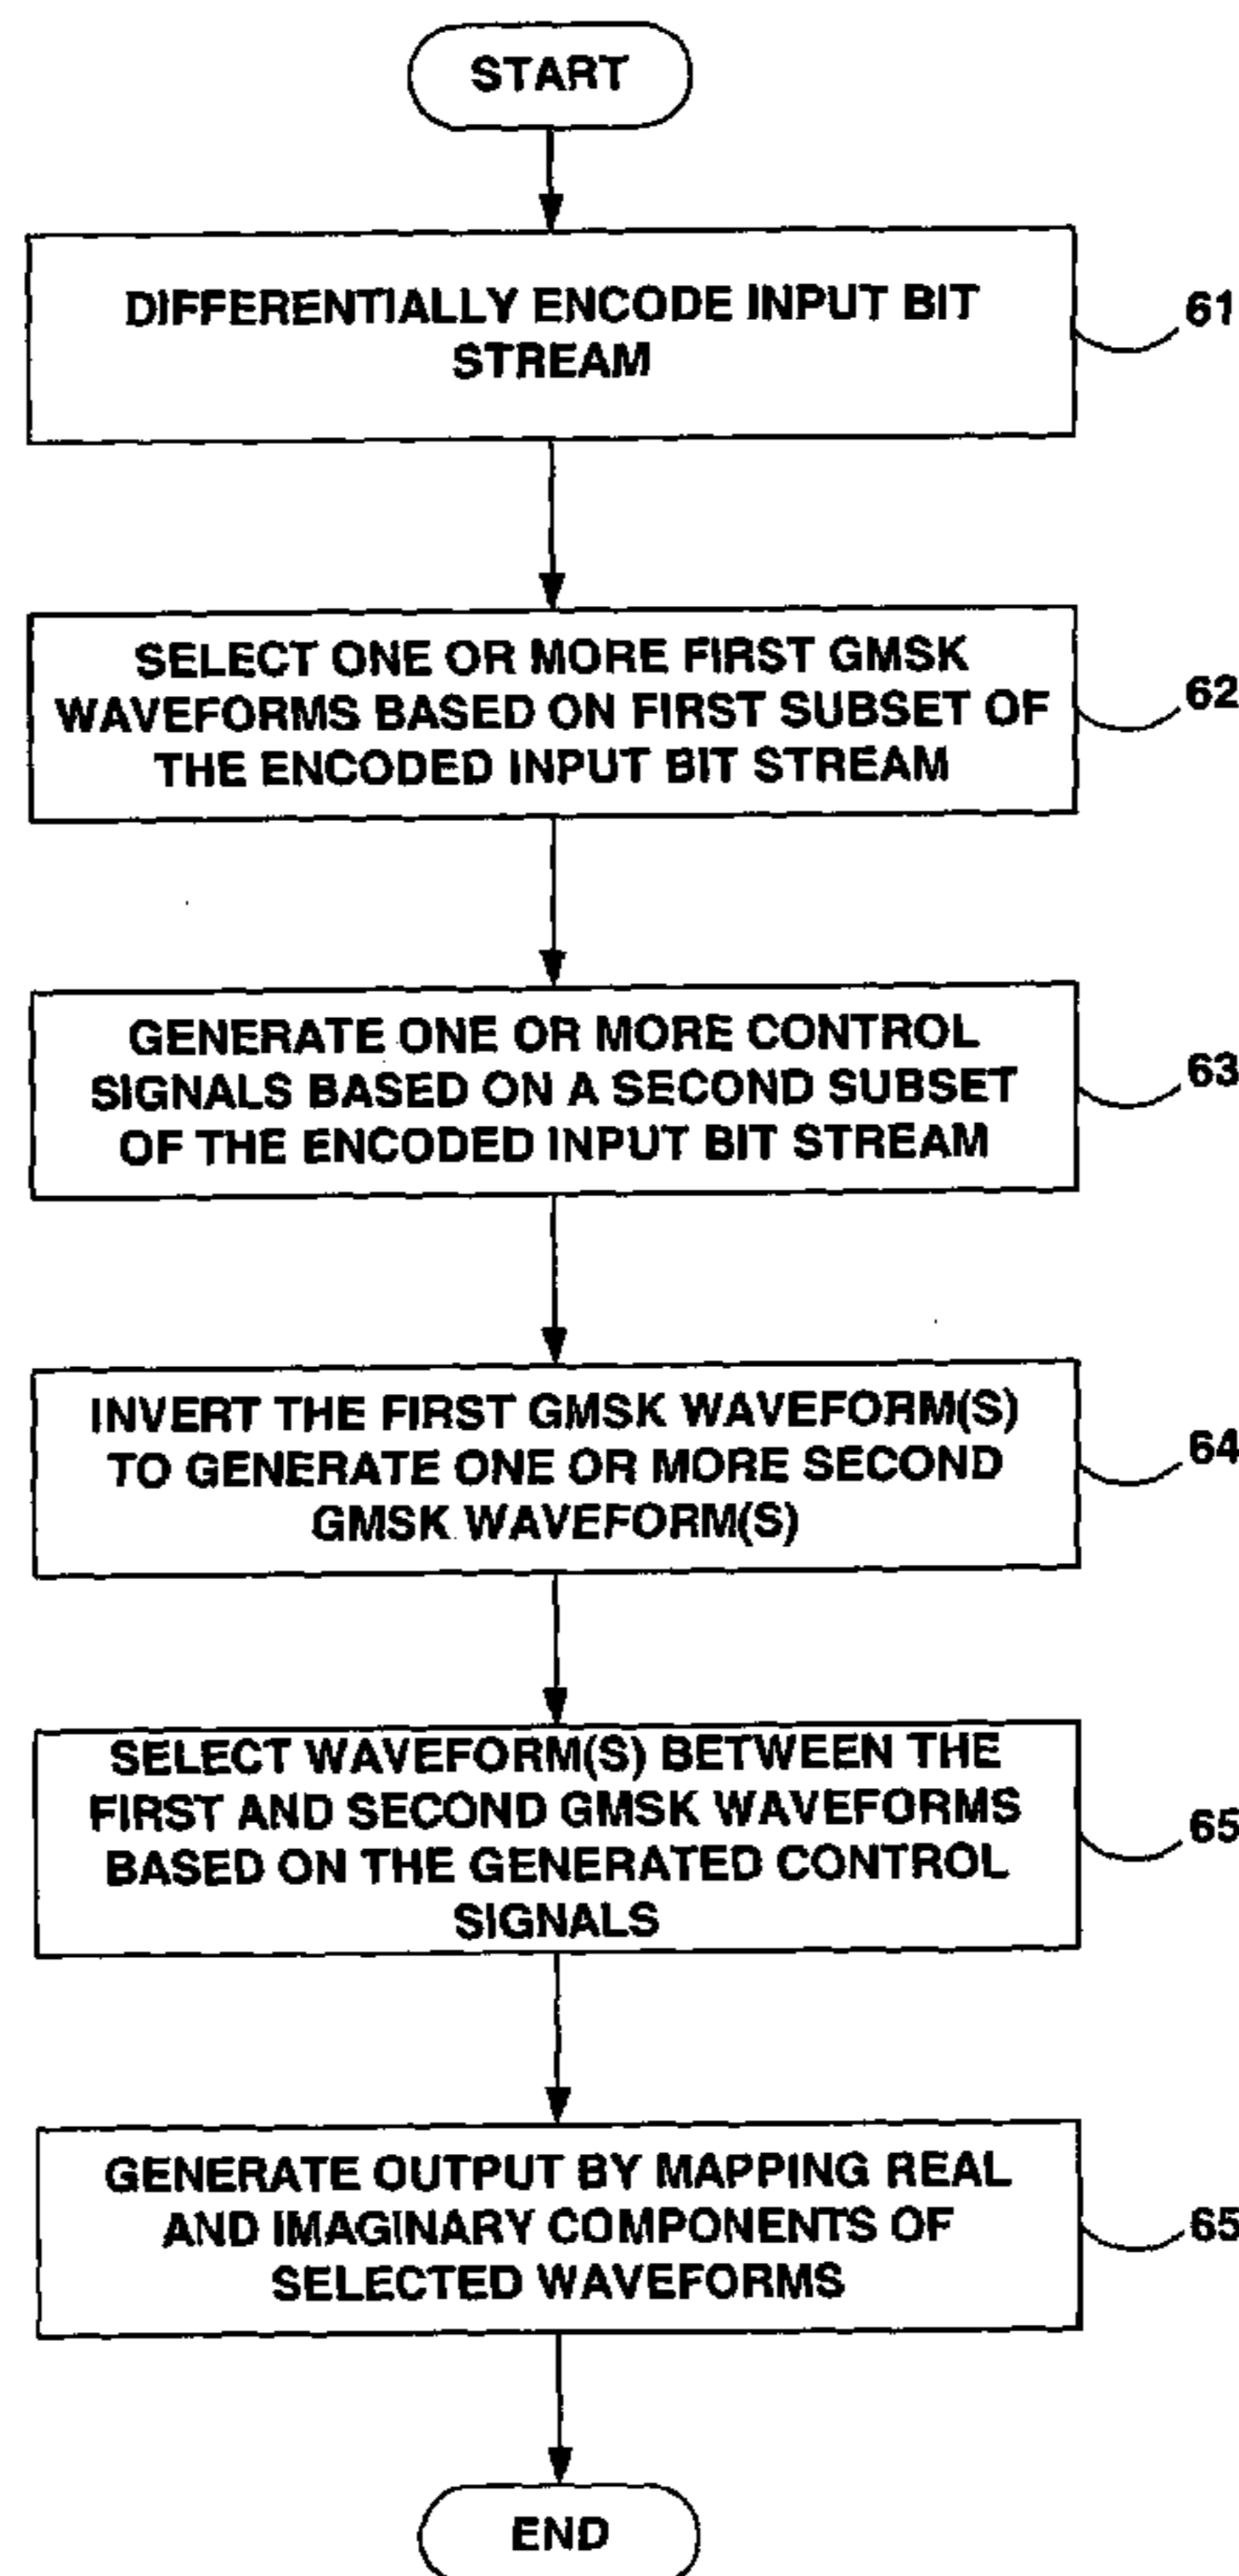 START
DIFFERENTIALLY ENCODE INPUT BIT
STREAM
61
SELECT ONE OR MORE FIRST GMSK
WAVEFORMS BASED ON FIRST SUBSET OF
THE ENCODED INPUT BIT STREAM
62
GENERATE ONE OR MORE CONTROL
SIGNALS BASED ON A SECOND SUBSET
OF THE ENCODED INPUT BIT STREAM
63
INVERT THE FIRST GMSK WAVEFORM(S)
TO GENERATE ONE OR MORE SECOND
GMSK WAVEFORM(S)
64
SELECT WAVEFORM(S) BETWEEN THE
FIRST AND SECOND GMSK WAVEFORMS
BASED ON THE GENERATED CONTROL
SIGNALS
65
GENERATE OUTPUT BY MAPPING REAL
AND IMAGINARY COMPONENTS OF
SELECTED WAVEFORMS
65
END